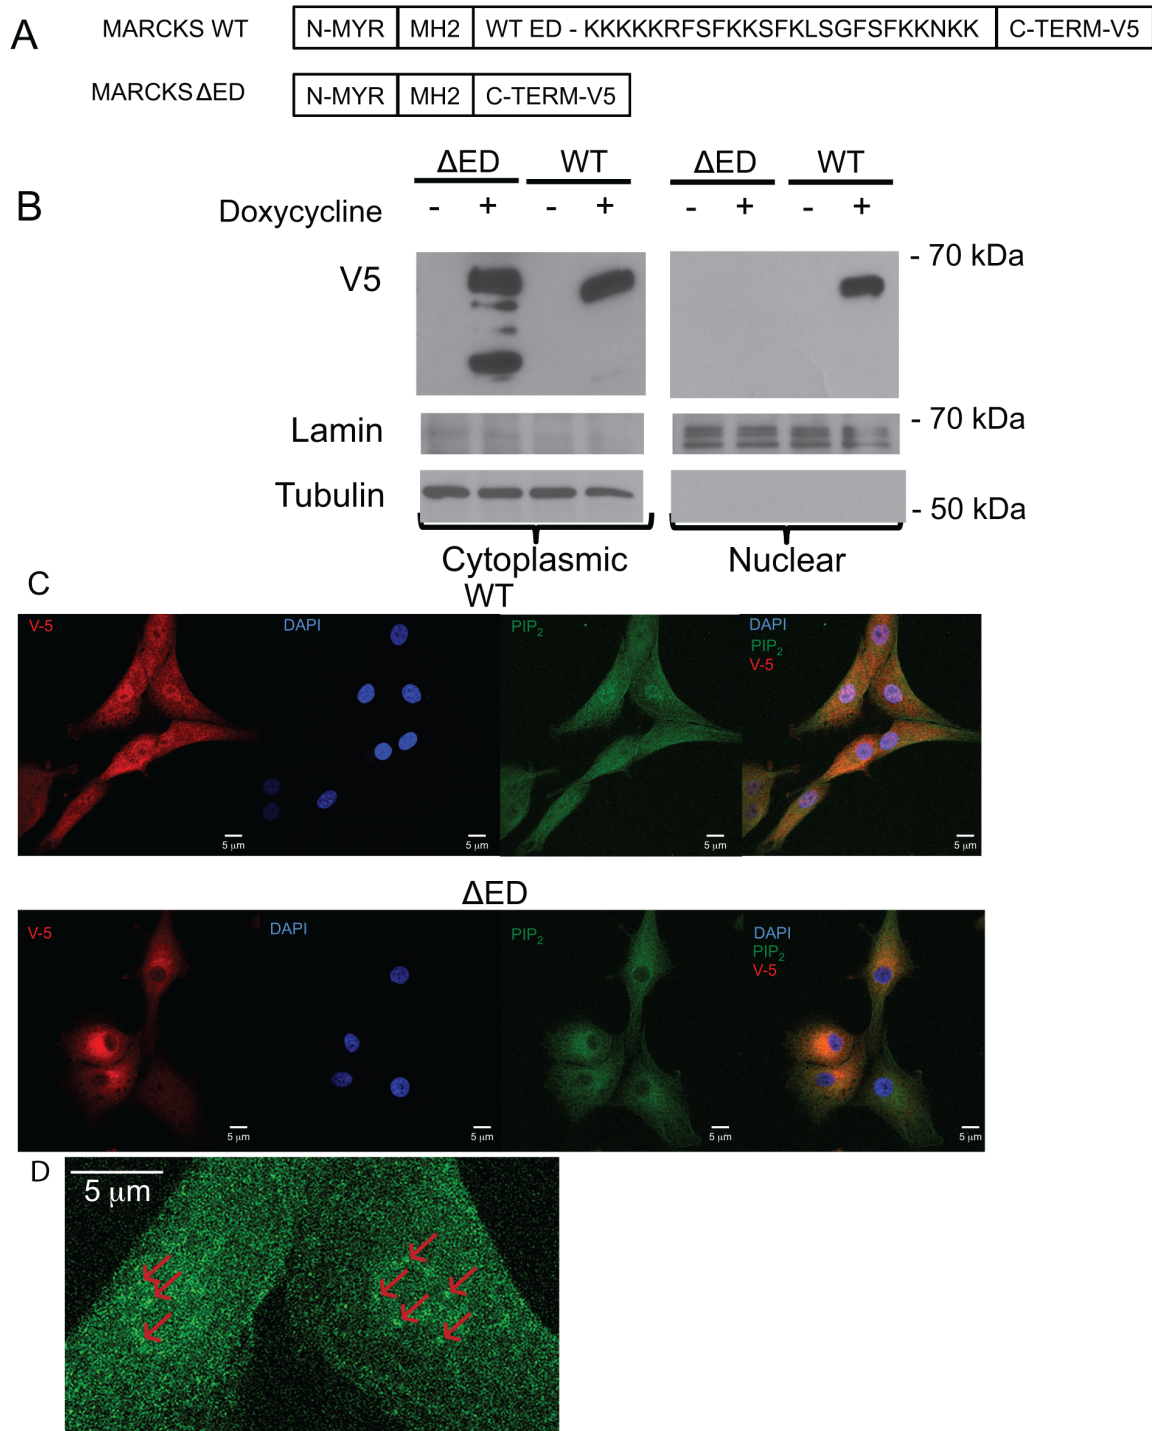 A
MARCKS WT
N-MYR MH2 WT ED - KKKKKRFSFKKSFKLSGFSFKKNKK C-TERM-V5
MARCKS ΔED
N-MYR MH2 C-TERM-V5
B
ΔED WT ΔED WT
Doxycycline - + - + - + - +
V5
- 70 kDa
Lamin
- 70 kDa
Tubulin
- 50 kDa
Cytoplasmic Nuclear
C
WT
V-5
DAPI
PIP2
DAPI
PIP2
V-5
5 μm 5 μm 5 μm 5 μm
ΔED
V-5
DAPI
PIP2
DAPI
PIP2
V-5
5 μm 5 μm 5 μm 5 μm
D
5 μm